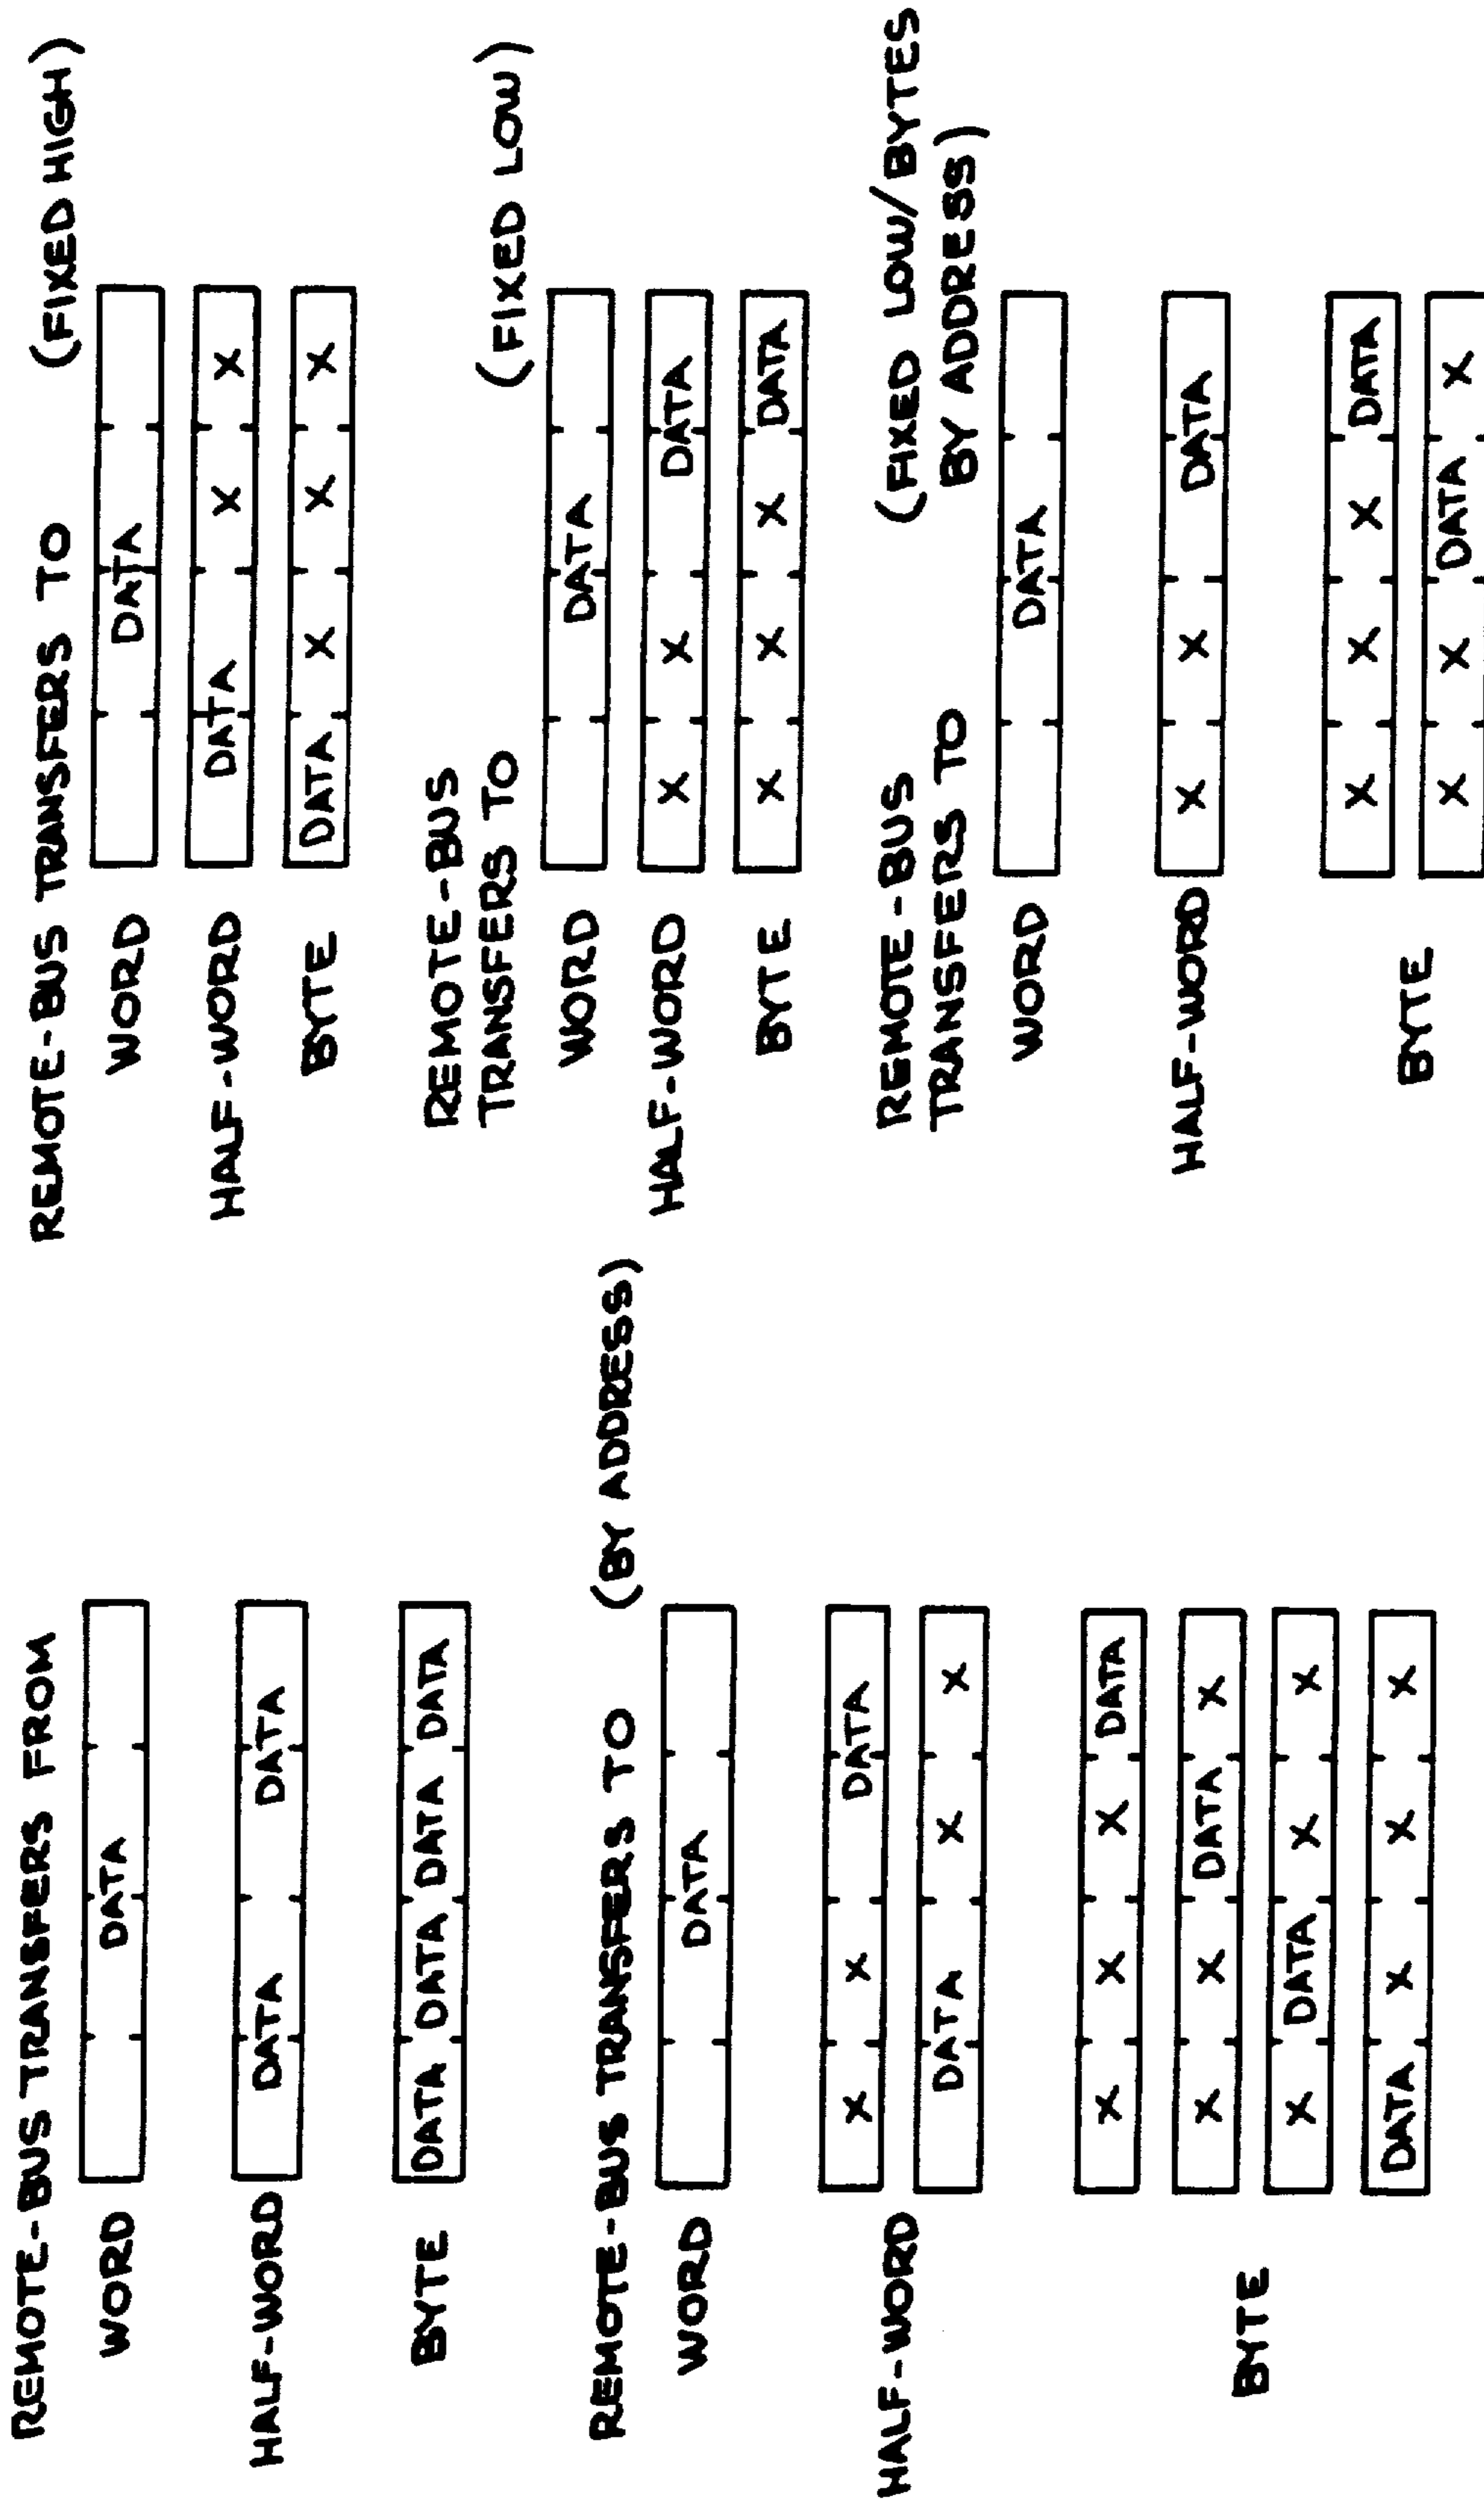 REMOTE-BUS TRANSFERS FROM
WORD
DATA
HALF-WORD
DATA DATA
BYTE
DATA DATA DATA DATA
REMOTE-BUS TRANSFERS TO (BY ADDRESS)
WORD
DATA
HALF-WORD
X X DATA
DATA X X
BYTE
X X X DATA
X X DATA X
X DATA X X
DATA X X X
REMOTE-BUS TRANSFERS TO (FIXED HIGH)
WORD
DATA
HALF-WORD
DATA X X
BYTE
DATA X X X
REMOTE-BUS
TRANSFERS TO (FIXED LOW)
WORD
DATA
HALF-WORD
X X DATA
BYTE
X X X DATA
REMOTE-BUS (FIXED LOW/BYTES
TRANSFERS TO BY ADDRESS)
WORD
DATA
HALF-WORD
X X DATA
BYTE
X X X DATA
X X DATA X